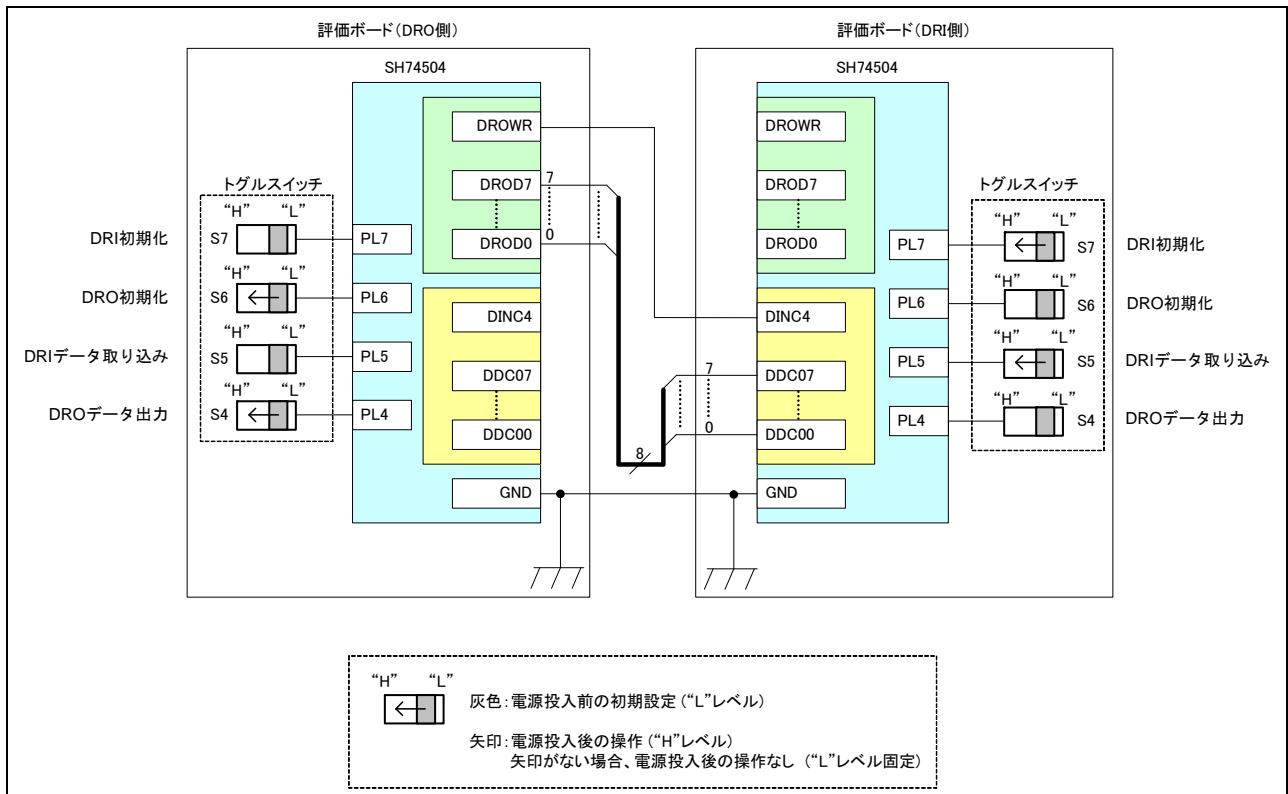 評価ボード(DRO側)
SH74504
DROWR
DROD7
DROD0
7
0
DINC4
DDC07
DDC00
GND
トグルスイッチ
“H” “L”
DRI初期化 S7 PL7
“H” “L”
DRO初期化 S6 PL6
“H” “L”
DRIデータ取り込み S5 PL5
“H” “L”
DROデータ出力 S4 PL4
8
評価ボード(DRI側)
SH74504
DROWR
DROD7
DROD0
DINC4
7
DDC07
0
DDC00
GND
トグルスイッチ
“H” “L”
PL7 S7 DRI初期化
“H” “L”
PL6 S6 DRO初期化
“H” “L”
PL5 S5 DRIデータ取り込み
“H” “L”
PL4 S4 DROデータ出力
“H” “L”
灰色:電源投入前の初期設定(“L”レベル)
矢印:電源投入後の操作(“H”レベル)
矢印がない場合、電源投入後の操作なし (“L”レベル固定)